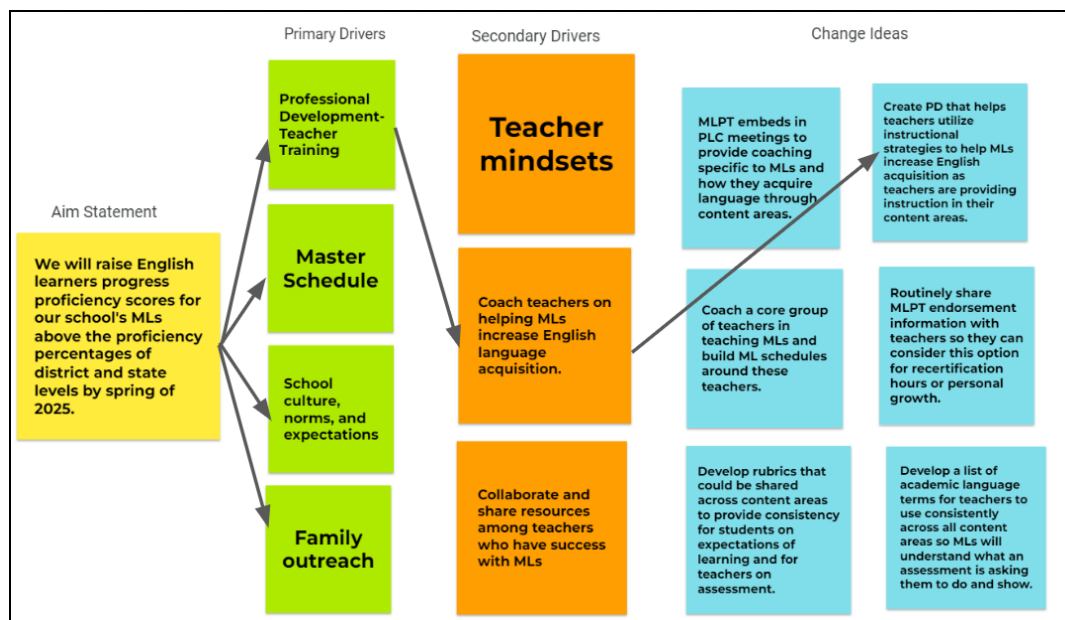 Primary Drivers
Secondary Drivers
Change Ideas
Aim Statement
We will raise English
learners progress
proficiency scores for
our school's MLs
above the proficiency
percentages of
district and state
levels by spring of
2025.
Professional
Development-
Teacher
Training
Master
Schedule
School
culture,
norms, and
expectations
Family
outreach
Teacher
mindsets
Coach teachers on
helping MLs
increase English
language
acquisition.
Collaborate and
share resources
among teachers
who have success
with MLs
MLPT embeds in
PLC meetings to
provide coaching
specific to MLs and
how they acquire
language through
content areas.
Create PD that helps
teachers utilize
instructional
strategies to help MLs
increase English
acquisition as
teachers are providing
instruction in their
content areas.
Coach a core group
of teachers in
teaching MLs and
build ML schedules
around these
teachers.
Routinely share
MLPT endorsement
information with
teachers so they can
consider this option
for recertification
hours or personal
growth.
Develop rubrics that
could be shared
across content areas
to provide consistency
for students on
expectations of
learning and for
teachers on
assessment.
Develop a list of
academic language
terms for teachers to
use consistently
across all content
areas so MLs will
understand what an
assessment is asking
them to do and show.